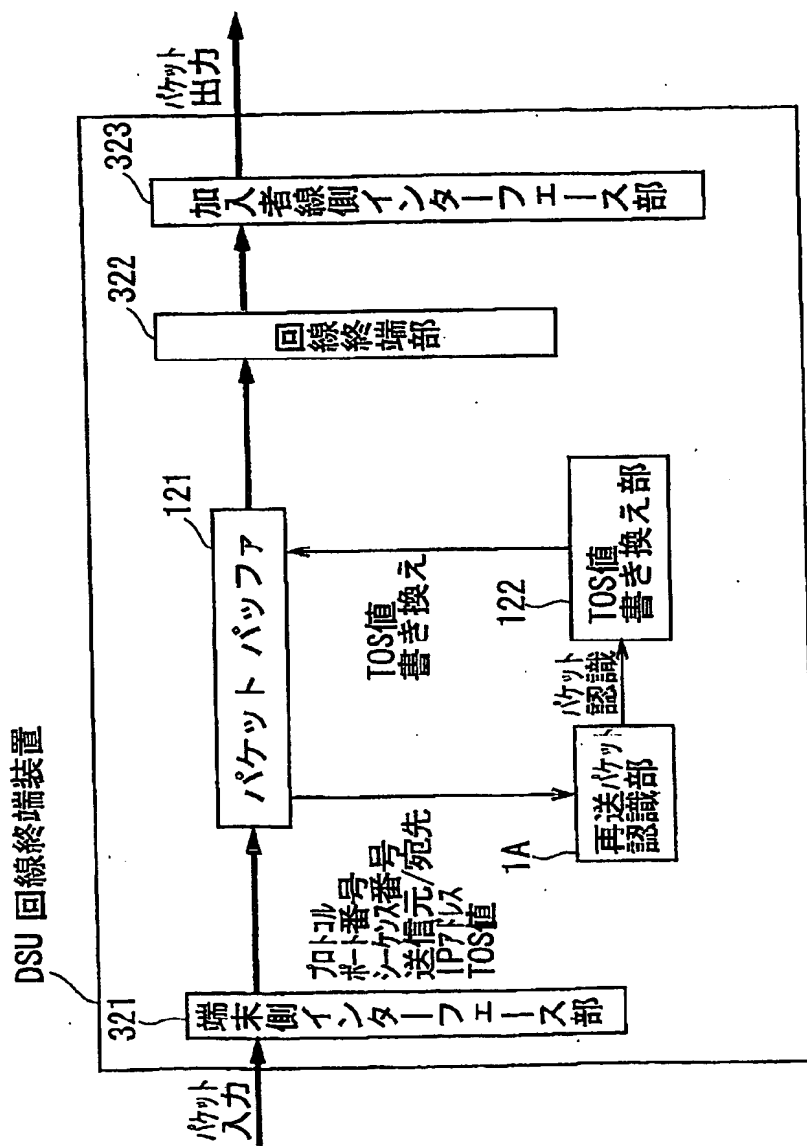 DSU 回線終端装置
パケット
入力
321
端末側インターフェース部
プロトコル
ポート番号
シーケンス番号
送信元/宛先
IPアドレス
TOS値
121
パケット バッファ
1A
再送パケット
認識部
パケット
認識
122
TOS値
書き換え部
TOS値
書き換え
322
回線終端部
323
加入者線側インターフェース部
パケット
出力